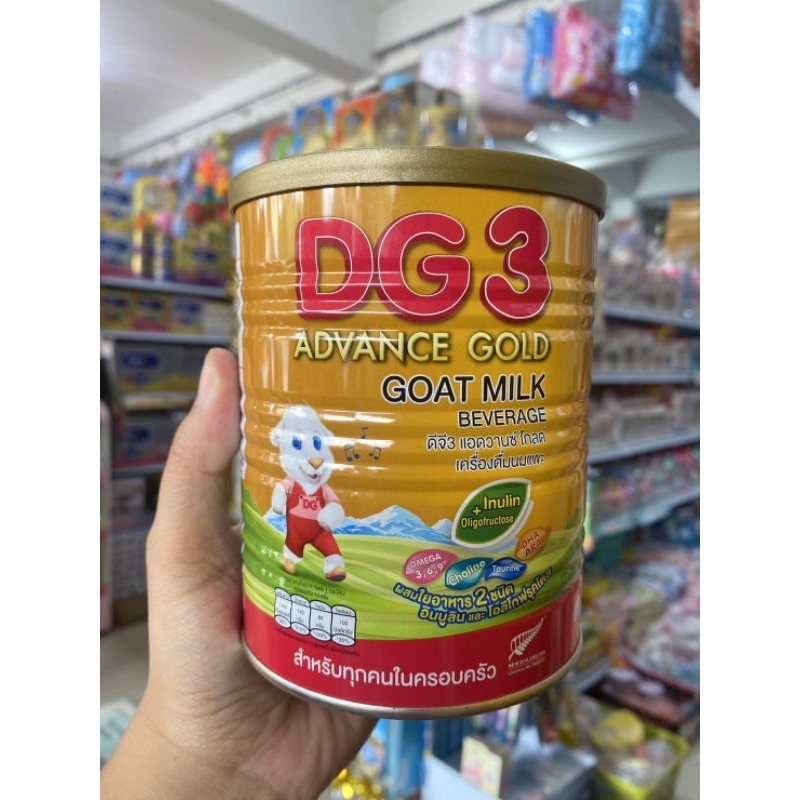 DG3
ADVANCE GOLD
GOAT MILK
BEVERAGE
ดีจี3 แอดวานซ์ โกลด์
เครื่องดื่มนมแพะ
+ Inulin
Oligofructose
DHA
ARA
OMEGA
3,6,9
Choline
Taurine
ผสมใยอาหาร 2 ชนิด
อินนูลิน และ โอลิโกฟรุคโตส
DG
สำหรับทุกคนในครอบครัว